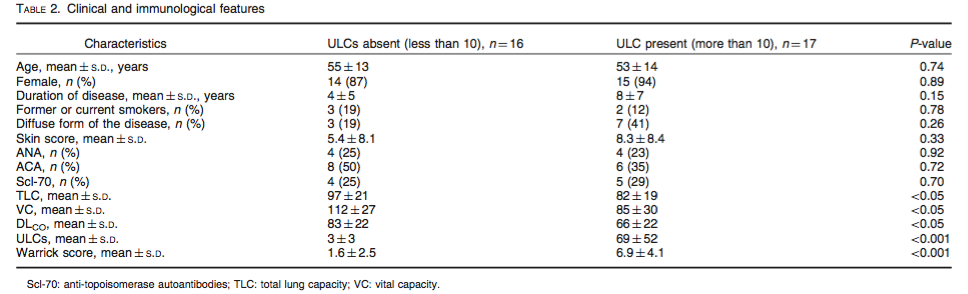 TABLE 2. Clinical and immunological features
Characteristics ULCs absent (less than 10), n=16 ULC present (more than 10), n=17 P-value
Age, mean±S.D., years 55±13 53±14 0.74
Female, n (%) 14 (87) 15 (94) 0.89
Duration of disease, mean±S.D., years 4±5 8±7 0.15
Former or current smokers, n (%) 3 (19) 2 (12) 0.78
Diffuse form of the disease, n (%) 3 (19) 7 (41) 0.26
Skin score, mean±S.D. 5.4±8.1 8.3±8.4 0.33
ANA, n (%) 4 (25) 4 (23) 0.92
ACA, n (%) 8 (50) 6 (35) 0.72
Scl-70, n (%) 4 (25) 5 (29) 0.70
TLC, mean±S.D. 97±21 82±19 <0.05
VC, mean±S.D. 112±27 85±30 <0.05
DLCO, mean±S.D. 83±22 66±22 <0.05
ULCs, mean±S.D. 3±3 69±52 <0.001
Warrick score, mean±S.D. 1.6±2.5 6.9±4.1 <0.001
Scl-70: anti-topoisomerase autoantibodies; TLC: total lung capacity; VC: vital capacity.